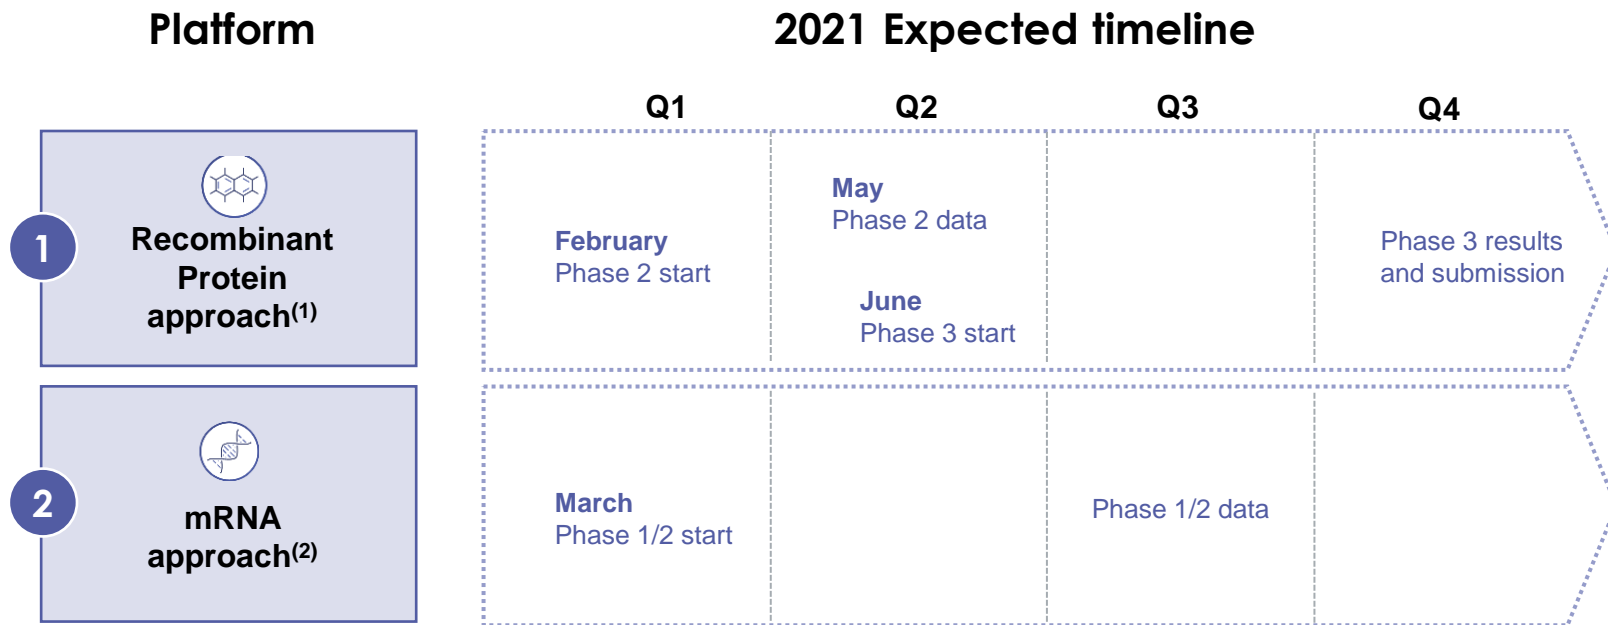 Platform
2021 Expected timeline
Q1
Q2
Q3
Q4
1
Recombinant
Protein
approach(1)
February
Phase 2 start
May
Phase 2 data
June
Phase 3 start
Phase 3 results
and submission
2
mRNA
approach(2)
March
Phase 1/2 start
Phase 1/2 data